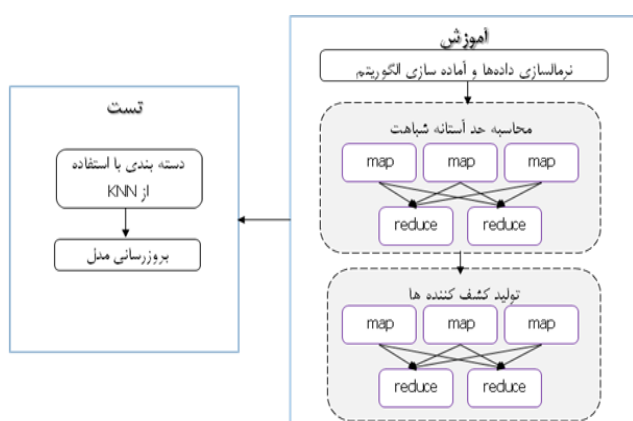 آموزش
نرمالسازی داده‌ها و آماده سازی الگوریتم
محاسبه حد آستانه شباهت
map map map
reduce reduce
تولید کشف کننده ها
map map map
reduce reduce
تست
دسته بندی با استفاده
از KNN
بروزرسانی مدل